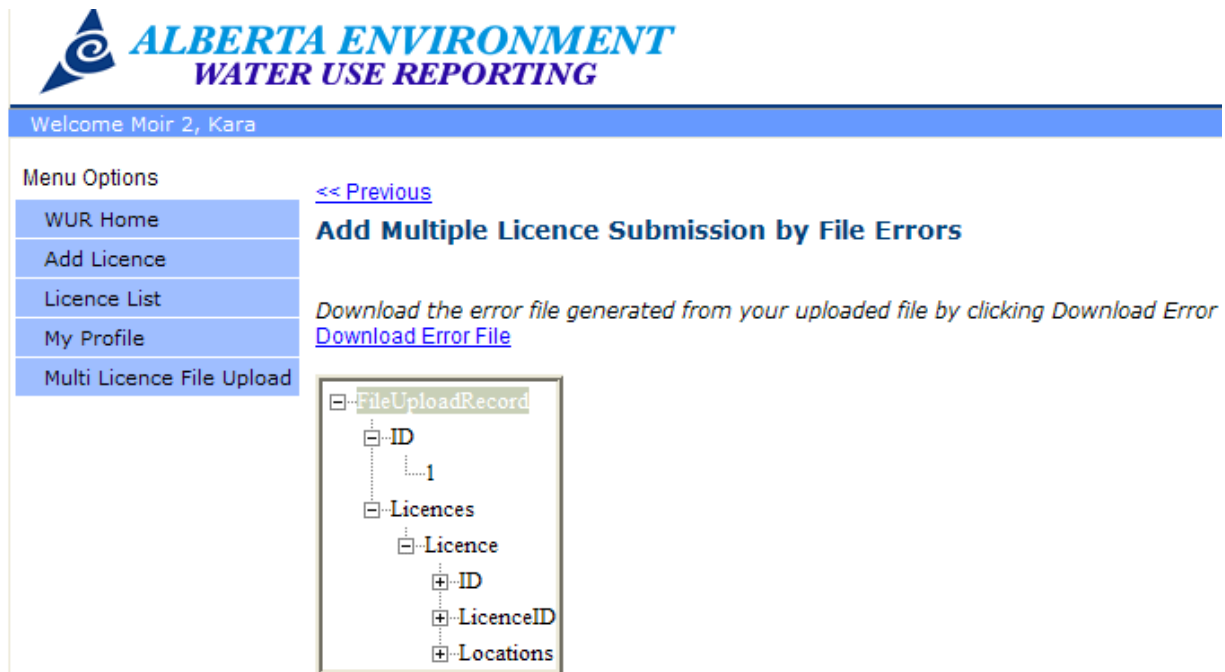 ALBERTA ENVIRONMENT
WATER USE REPORTING
Welcome Moir 2, Kara
Menu Options
WUR Home
Add Licence
Licence List
My Profile
Multi Licence File Upload
<< Previous
Add Multiple Licence Submission by File Errors
Download the error file generated from your uploaded file by clicking Download Error
Download Error File
FileUploadRecord
ID
1
Licences
Licence
ID
LicenceID
Locations